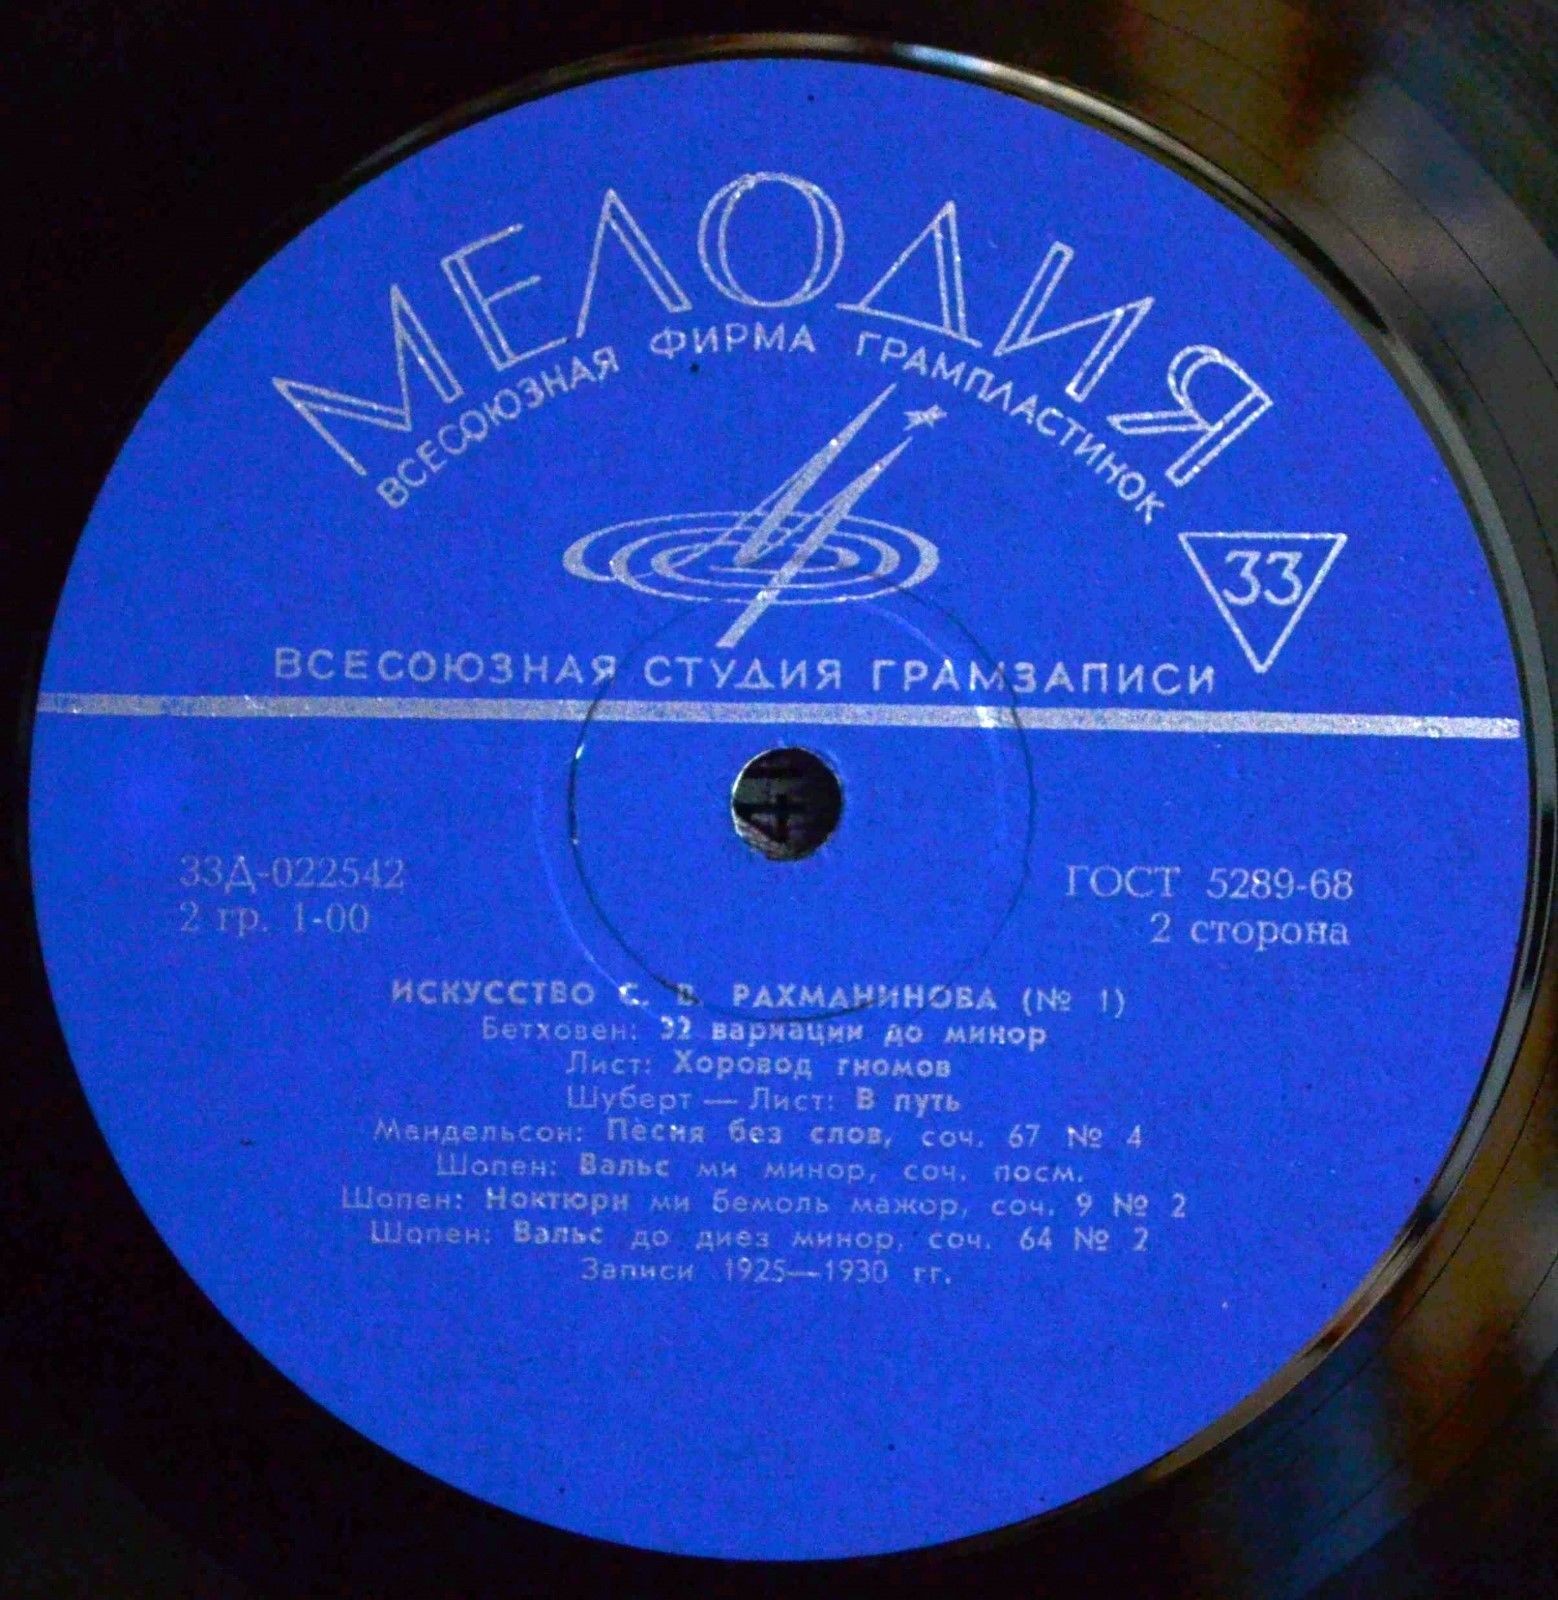 МЕЛОДИЯ
ВСЕСОЮЗНАЯ ФИРМА ГРАМПЛАСТИНОК
33
ВСЕСОЮЗНАЯ СТУДИЯ ГРАМЗАПИСИ
33Д-022542
2 гр. 1-00
ГОСТ 5289-68
2 сторона
ИСКУССТВО С. В. РАХМАНИНОВА (№ 1)
Бетховен: 32 вариации до минор
Лист: Хоровод гномов
Шуберт — Лист: В путь
Мендельсон: Песня без слов, соч. 67 № 4
Шопен: Вальс ми минор, соч. посм.
Шопен: Ноктюрн ми бемоль мажор, соч. 9 № 2
Шопен: Вальс до диез минор, соч. 64 № 2
Записи 1925—1930 гг.